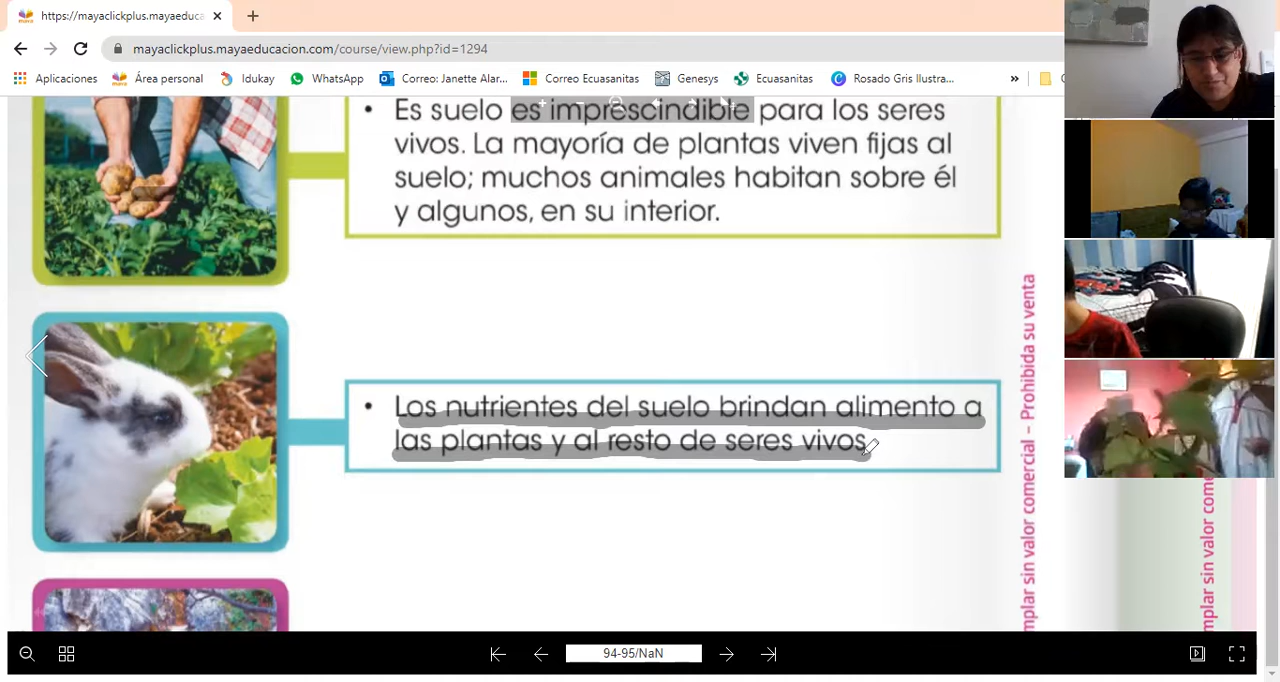 https://mayaclickplus.mayaeduca
mayaclickplus.mayaeducacion.com/course/view.php?id=1294
Aplicaciones
Área personal
Idukay
WhatsApp
Correo: Janette Alar...
Correo Ecuasanitas
Genesys
Ecuasanitas
Rosado Gris Ilustra...
»
• Es suelo es imprescindible para los seres
vivos. La mayoría de plantas viven fijas al
suelo; muchos animales habitan sobre él
y algunos, en su interior.
• Los nutrientes del suelo brindan alimento a
las plantas y al resto de seres vivos.
mplar sin valor comercial – Prohibida su venta
mplar sin valor come
94-95/NaN